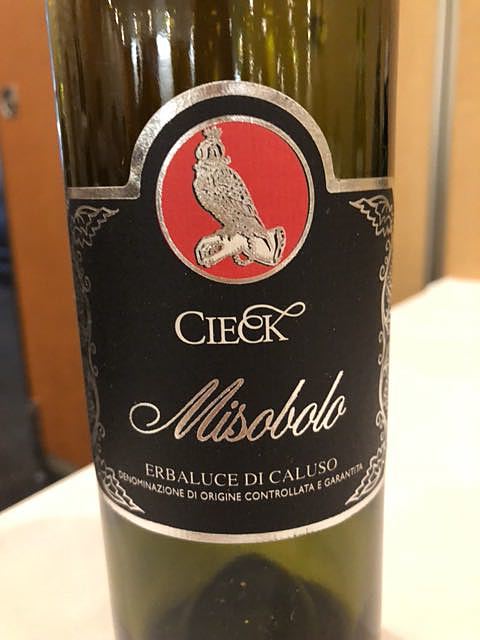 CIECK
Misobolo
ERBALUCE DI CALUSO
DENOMINAZIONE DI ORIGINE CONTROLLATA E GARANTITA